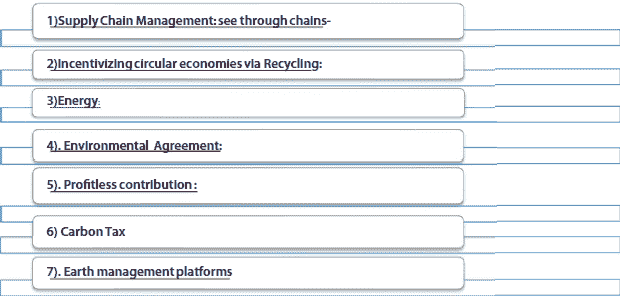 1)Supply Chain Management: see through chains-
2)Incentivizing circular economies via Recycling:
3)Energy:
4). Environmental Agreement:
5). Profitless contribution :
6) Carbon Tax
7). Earth management platforms